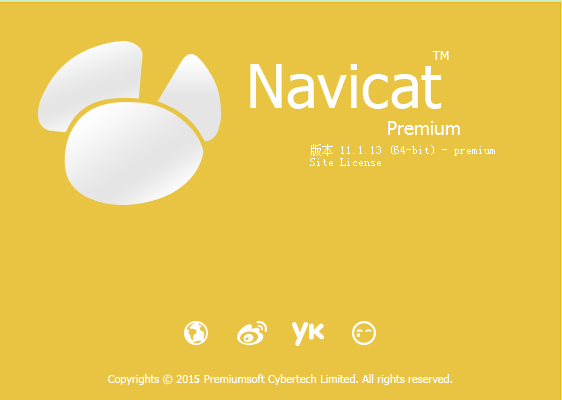 Navicat™
Premium
版本 11.1.13 (64-bit) - premium
Site License
Copyrights © 2015 Premiumsoft Cybertech Limited. All rights reserved.